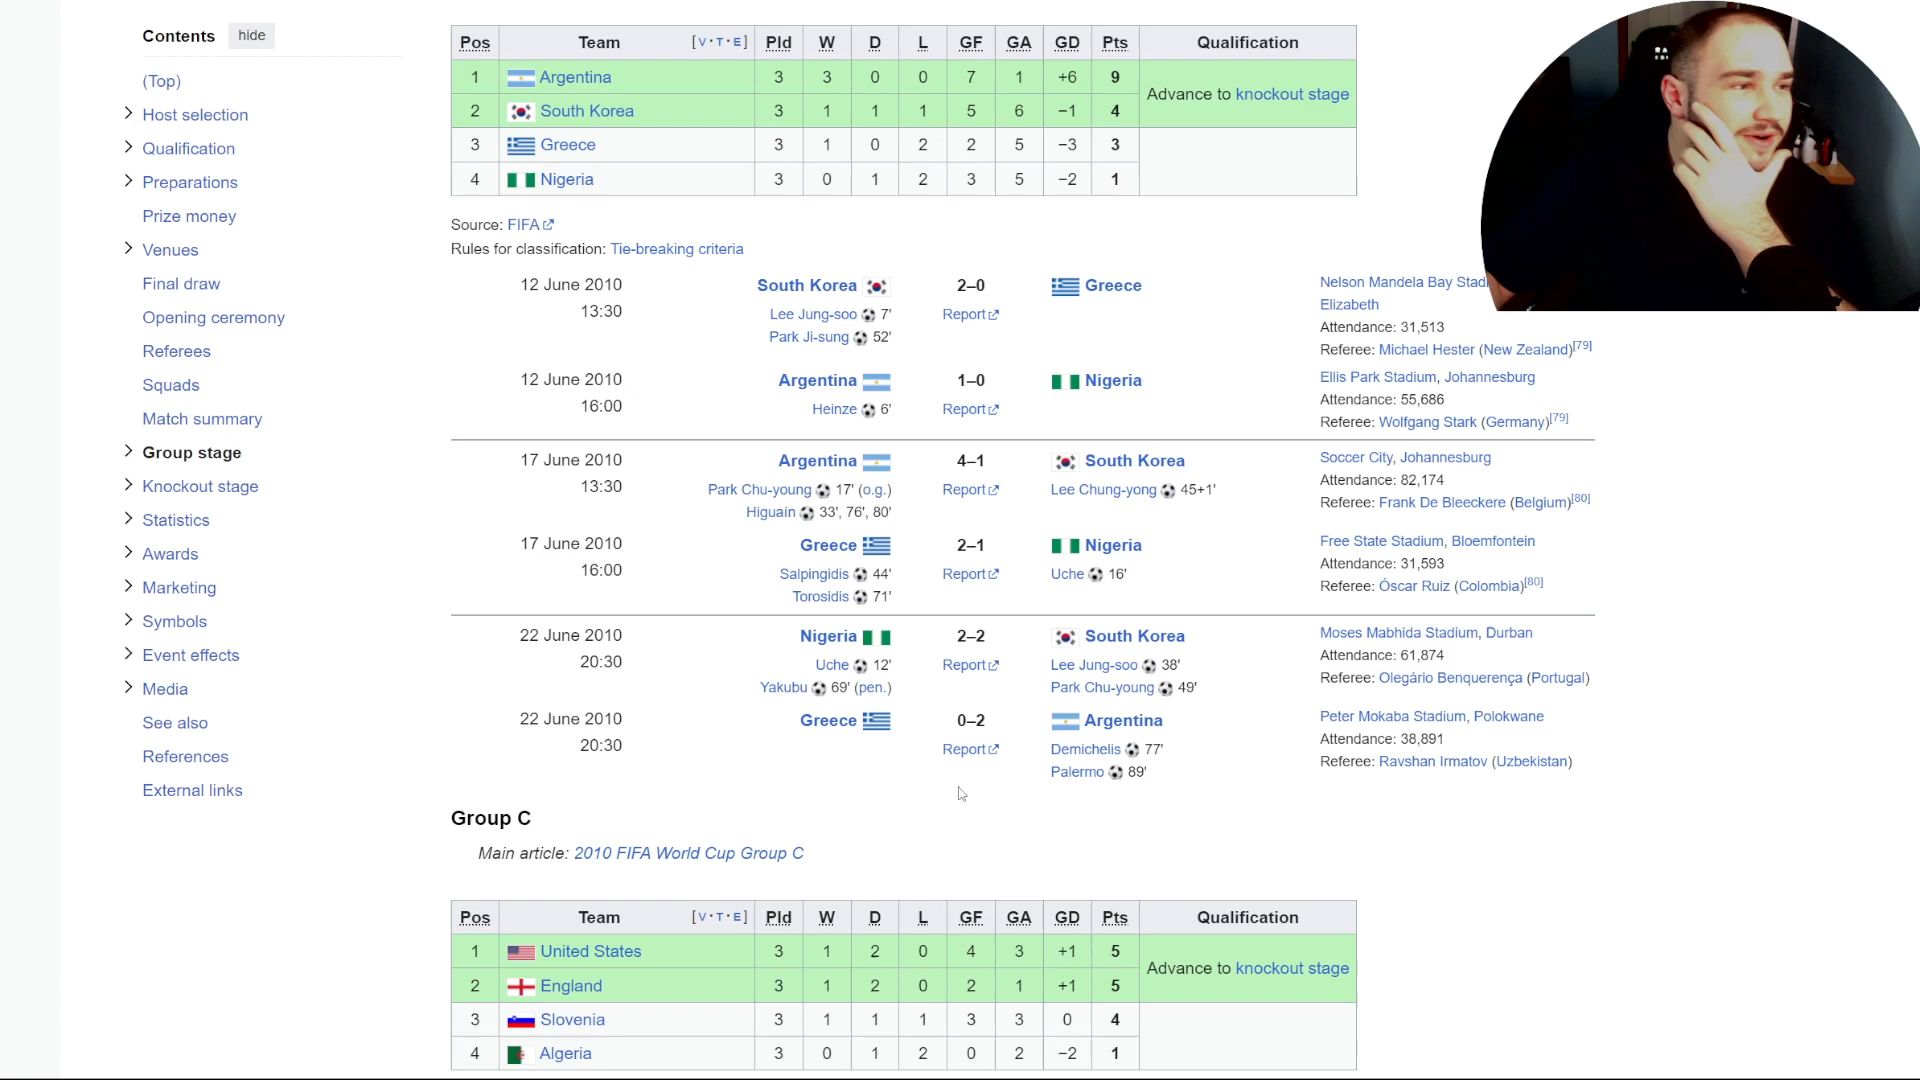 Contents hide
(Top)
Host selection
Qualification
Preparations
Prize money
Venues
Final draw
Opening ceremony
Referees
Squads
Match summary
Group stage
Knockout stage
Statistics
Awards
Marketing
Symbols
Event effects
Media
See also
References
External links
Pos Team [V·T·E] Pld W D L GF GA GD Pts Qualification
1 Argentina 3 3 0 0 7 1 +6 9 Advance to knockout stage
2 South Korea 3 1 1 1 5 6 −1 4
3 Greece 3 1 0 2 2 5 −3 3
4 Nigeria 3 0 1 2 3 5 −2 1
Source: FIFA
Rules for classification: Tie-breaking criteria
12 June 2010 South Korea 2–0 Greece Nelson Mandela Bay
13:30 Lee Jung-soo 7' Report Elizabeth
Park Ji-sung 52' Attendance: 31,513
Referee: Michael Hester (New Zealand)[79]
12 June 2010 Argentina 1–0 Nigeria Ellis Park Stadium, Johannesburg
16:00 Heinze 6' Report Attendance: 55,686
Referee: Wolfgang Stark (Germany)[79]
17 June 2010 Argentina 4–1 South Korea Soccer City, Johannesburg
13:30 Park Chu-young 17' (o.g.) Report Lee Chung-yong 45+1' Attendance: 82,174
Higuaín 33', 76', 80' Referee: Frank De Bleeckere (Belgium)[80]
17 June 2010 Greece 2–1 Nigeria Free State Stadium, Bloemfontein
16:00 Salpingidis 44' Report Uche 16' Attendance: 31,593
Torosidis 71' Referee: Óscar Ruiz (Colombia)[80]
22 June 2010 Nigeria 2–2 South Korea Moses Mabhida Stadium, Durban
20:30 Uche 12' Report Lee Jung-soo 38' Attendance: 61,874
Yakubu 69' (pen.) Park Chu-young 49' Referee: Olegário Benquerença (Portugal)
22 June 2010 Greece 0–2 Argentina Peter Mokaba Stadium, Polokwane
20:30 Report Demichelis 77' Attendance: 38,891
Palermo 89' Referee: Ravshan Irmatov (Uzbekistan)
Group C
Main article: 2010 FIFA World Cup Group C
Pos Team [V·T·E] Pld W D L GF GA GD Pts Qualification
1 United States 3 1 2 0 4 3 +1 5 Advance to knockout stage
2 England 3 1 2 0 2 1 +1 5
3 Slovenia 3 1 1 1 3 3 0 4
4 Algeria 3 0 1 2 0 2 −2 1